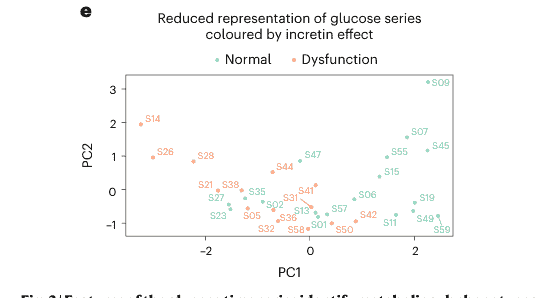 e
Reduced representation of glucose series
coloured by incretin effect
Normal Dysfunction
S09
3
S14
2
S07
S26 S28 S47 S55 S45
1
S44 S15
PC2
S21 S38 S35 S41 S06
0
S27 S02 S31 S19
S23 S05 S36 S13 S57 S42 S49
−1
S32 S58 S01 S50 S11 S59
−2 0 2
PC1